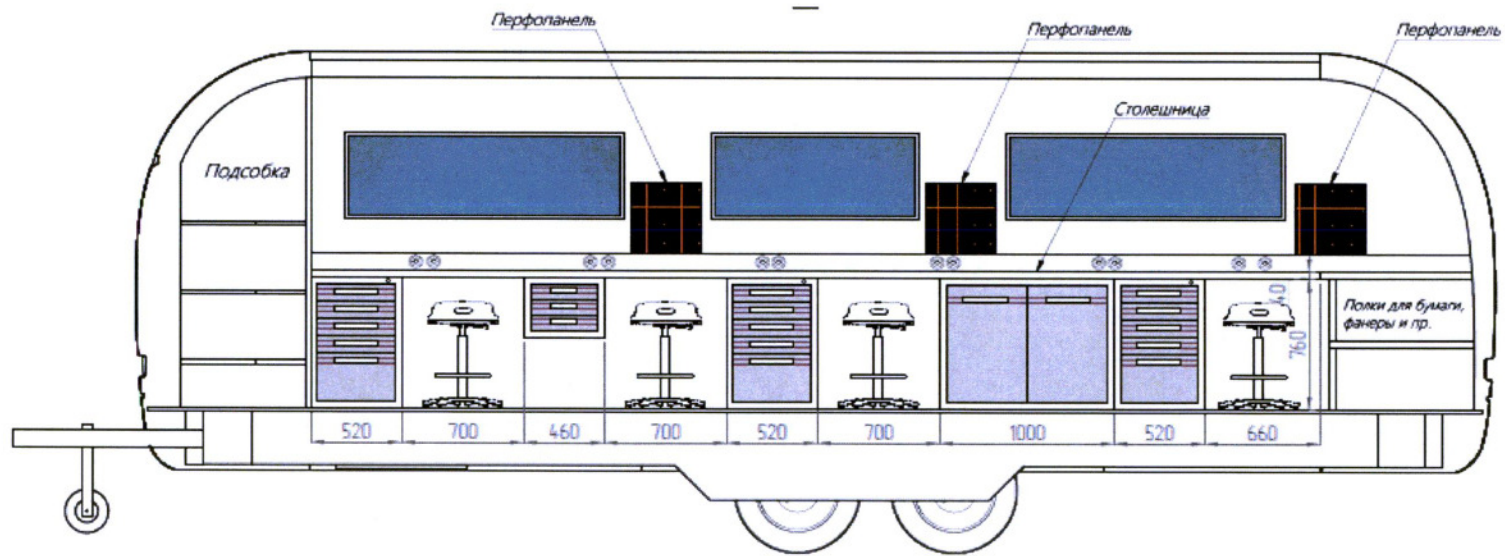 Перфопанель
Перфопанель
Перфопанель
Столешница
Подсобка
Полки для бумаги,
фанеры и пр.
40
760
520
700
460
700
520
700
1000
520
660